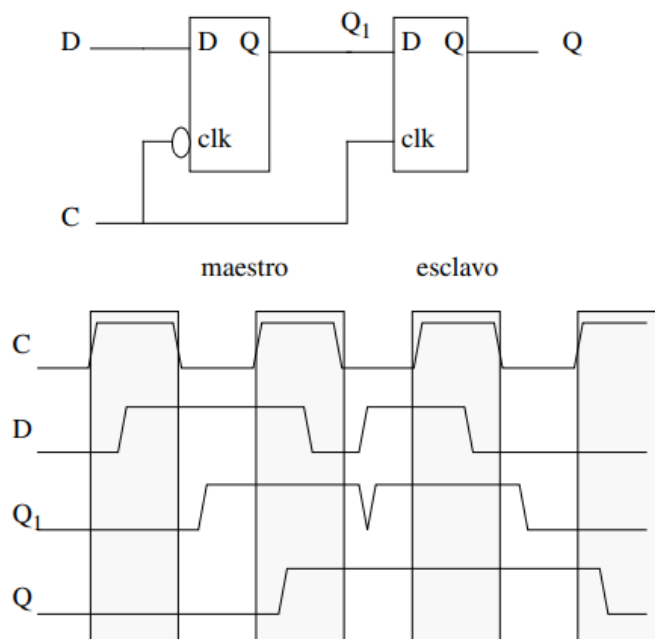 D D Q Q₁ D Q Q
clk clk
C
maestro esclavo
C
D
Q₁
Q